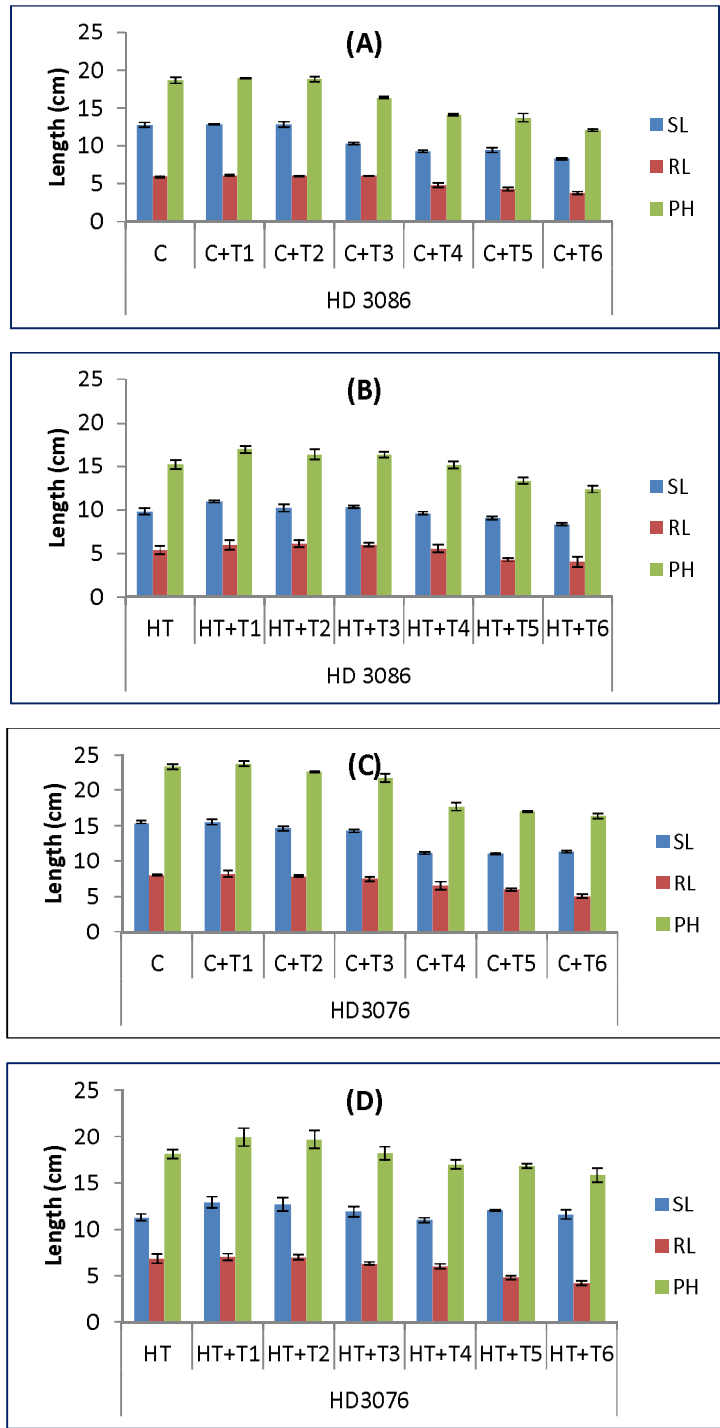 (A)
Length (cm)
25
20
15
10
5
0
C C+T1 C+T2 C+T3 C+T4 C+T5 C+T6
HD 3086
SL
RL
PH
(B)
Length (cm)
25
20
15
10
5
0
HT HT+T1 HT+T2 HT+T3 HT+T4 HT+T5 HT+T6
HD 3086
SL
RL
PH
(C)
Length (cm)
25
20
15
10
5
0
C C+T1 C+T2 C+T3 C+T4 C+T5 C+T6
HD3076
SL
RL
PH
(D)
Length (cm)
25
20
15
10
5
0
HT HT+T1 HT+T2 HT+T3 HT+T4 HT+T5 HT+T6
HD3076
SL
RL
PH